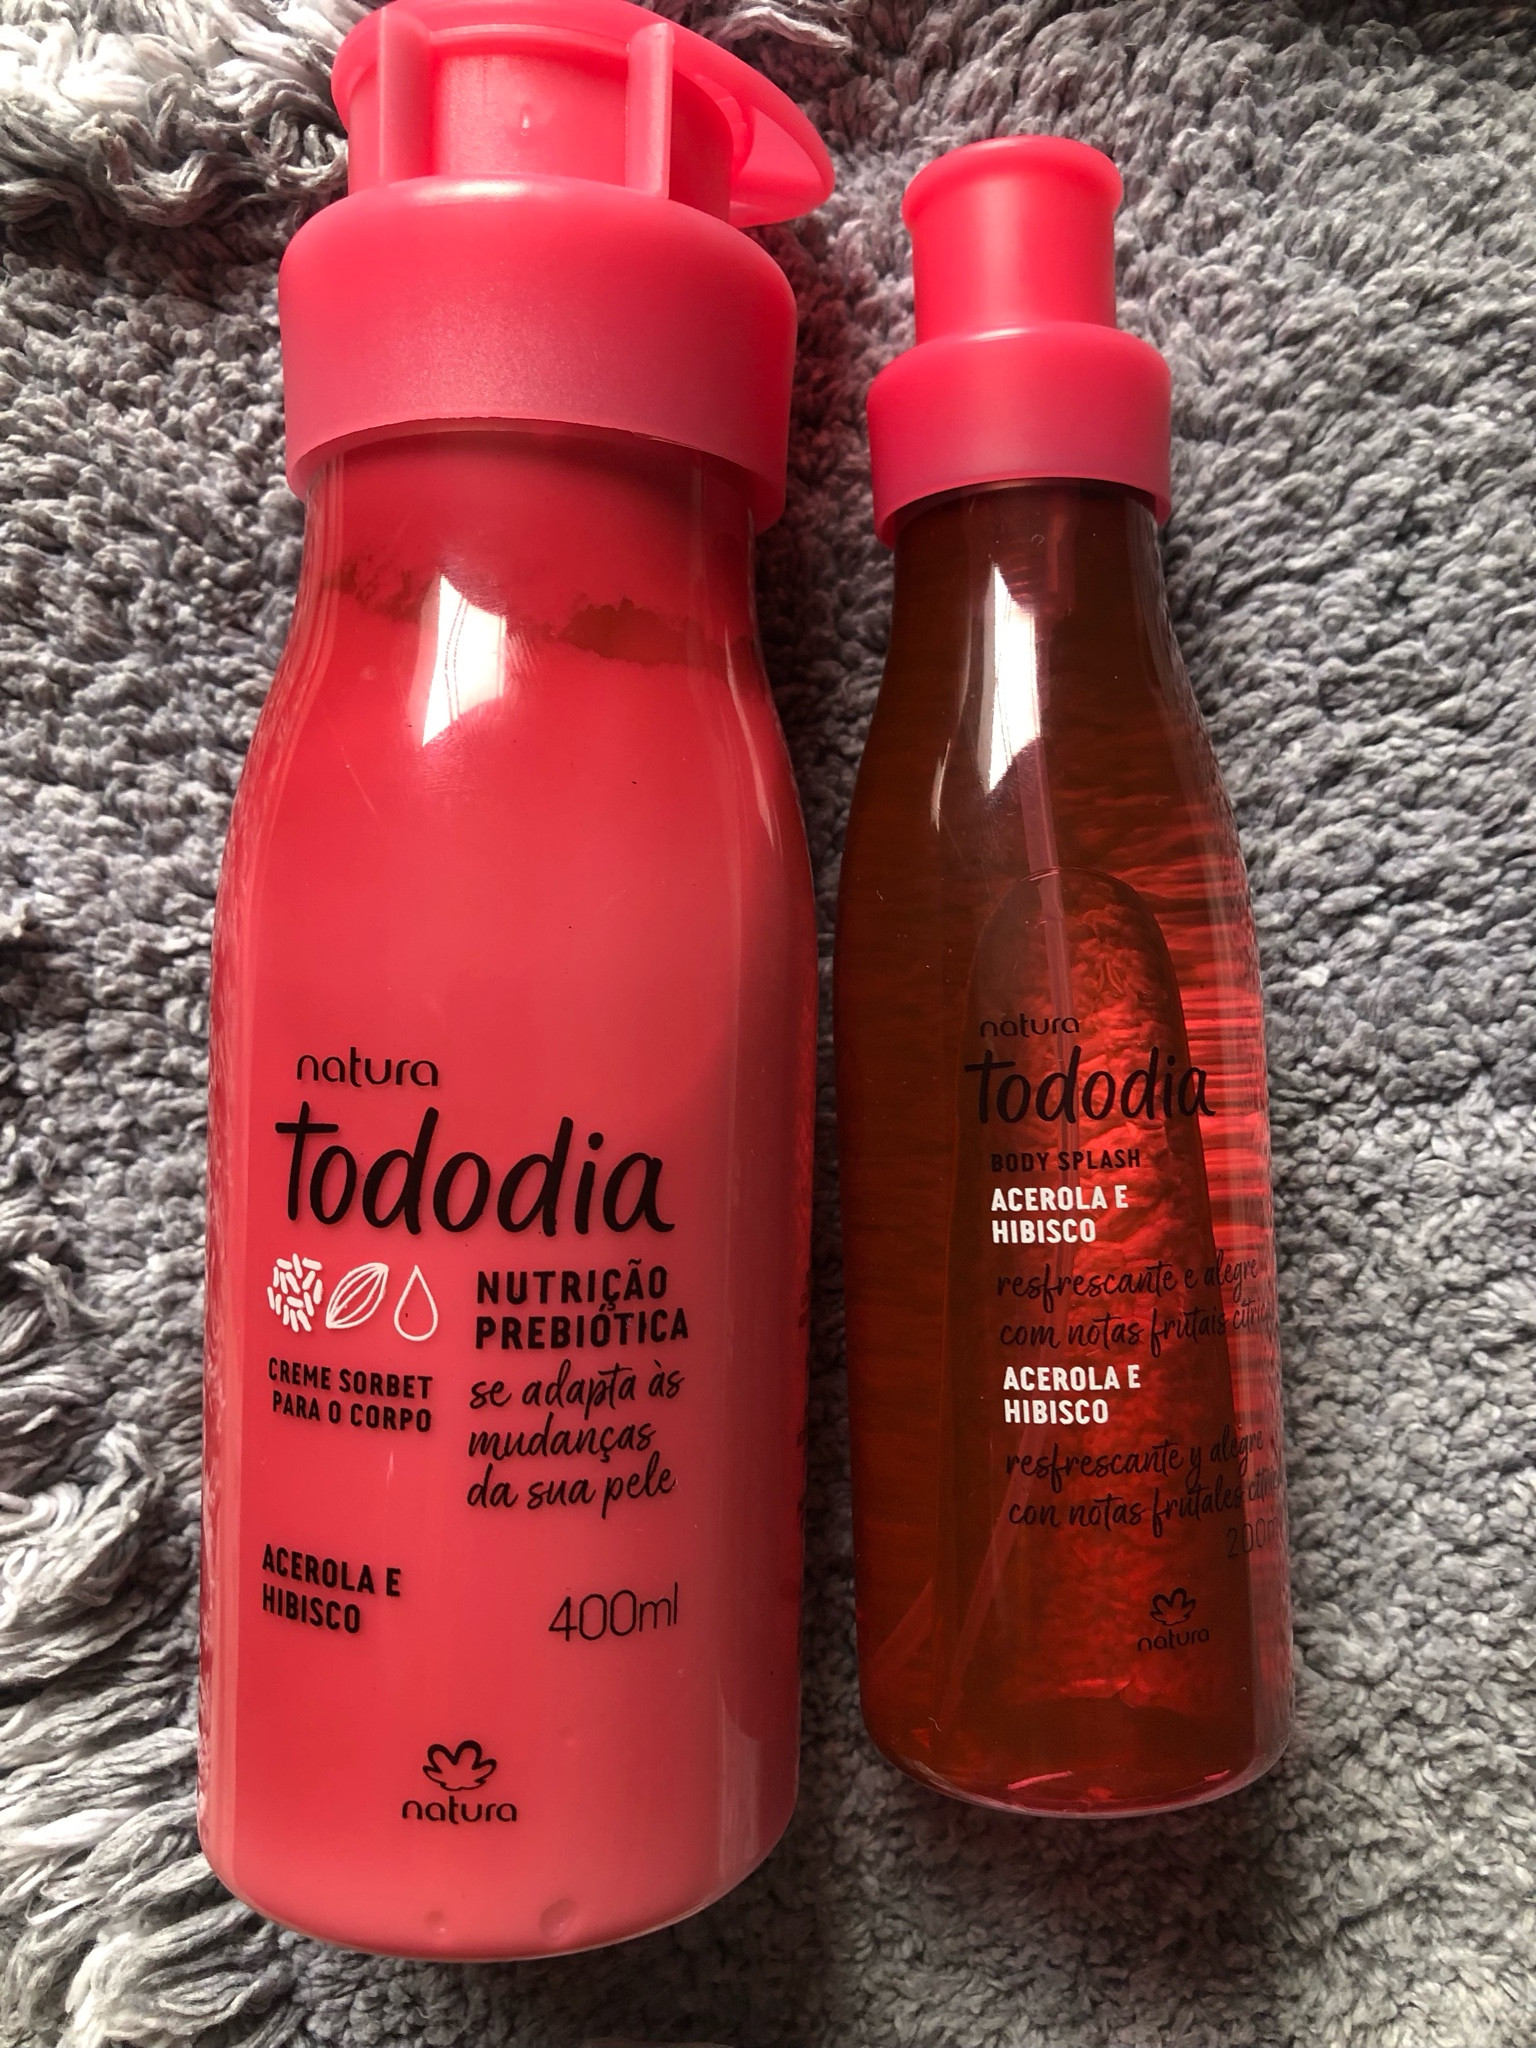 natura
tododia
NUTRIÇÃO
PREBIÓTICA
se adapta às
mudanças
da sua pele
CREME SORBET
PARA O CORPO
ACEROLA E
HIBISCO
400ml
natura
natura
tododia
BODY SPLASH
ACEROLA E
HIBISCO
resfrescante e alegre
com notas frutais
ACEROLA E
HIBISCO
resfrescante y alegre
con notas frutales
natura